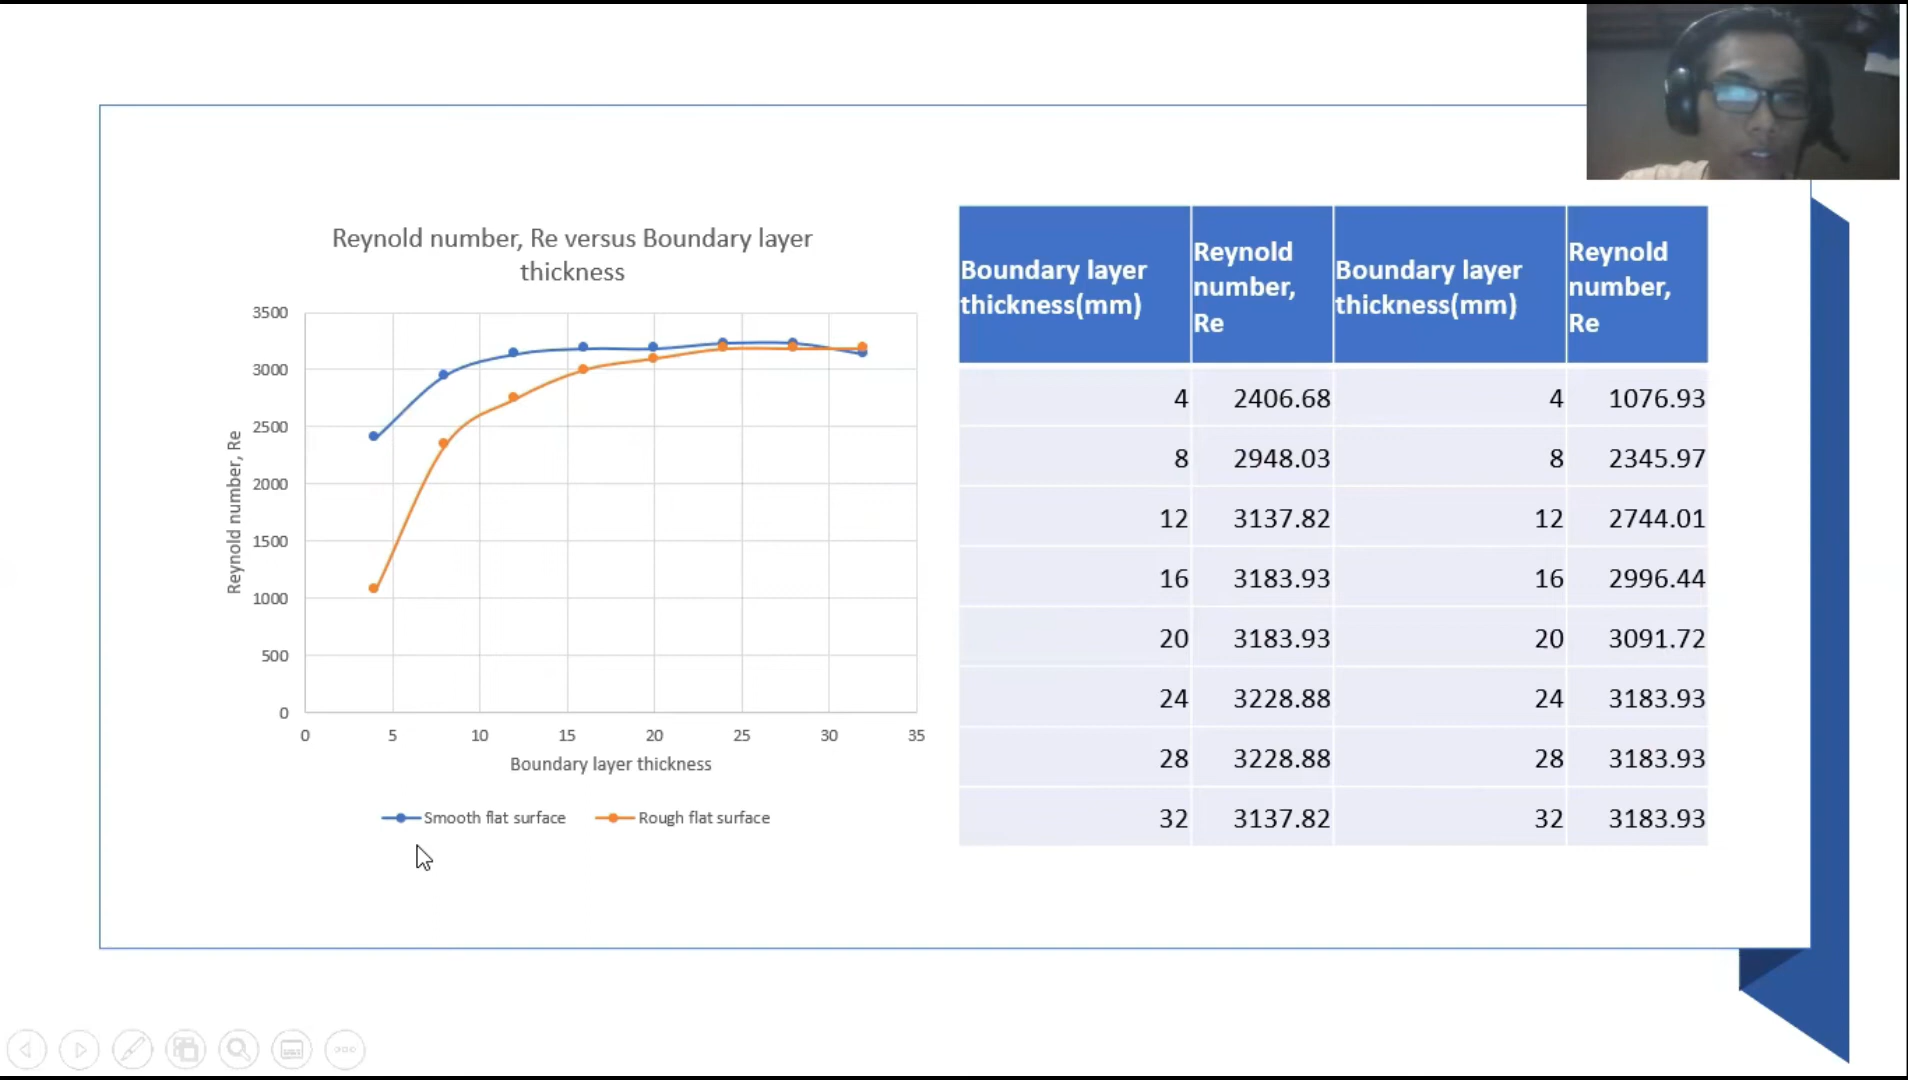 Reynold number, Re versus Boundary layer
thickness
3500
3000
2500
2000
1500
1000
500
0
Reynold number, Re
0 5 10 15 20 25 30 35
Boundary layer thickness
Smooth flat surface Rough flat surface
Boundary layer
thickness(mm)
Reynold
number,
Re
Boundary layer
thickness(mm)
Reynold
number,
Re
4 2406.68 4 1076.93
8 2948.03 8 2345.97
12 3137.82 12 2744.01
16 3183.93 16 2996.44
20 3183.93 20 3091.72
24 3228.88 24 3183.93
28 3228.88 28 3183.93
32 3137.82 32 3183.93